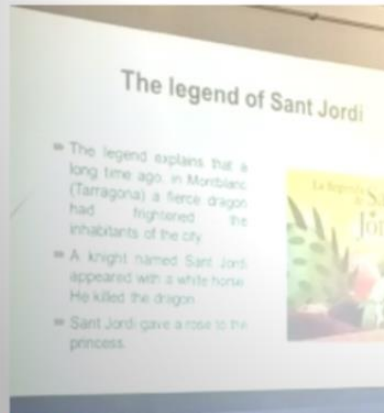 The legend of Sant Jordi
The legend explains that a
long time ago, in Montblanc
(Tarragona) a fierce dragon
had frightened the
inhabitants of the city.
A knight named Sant Jordi
appeared with a white horse.
He killed the dragon.
Sant Jordi gave a rose to the
princess.
La llegenda